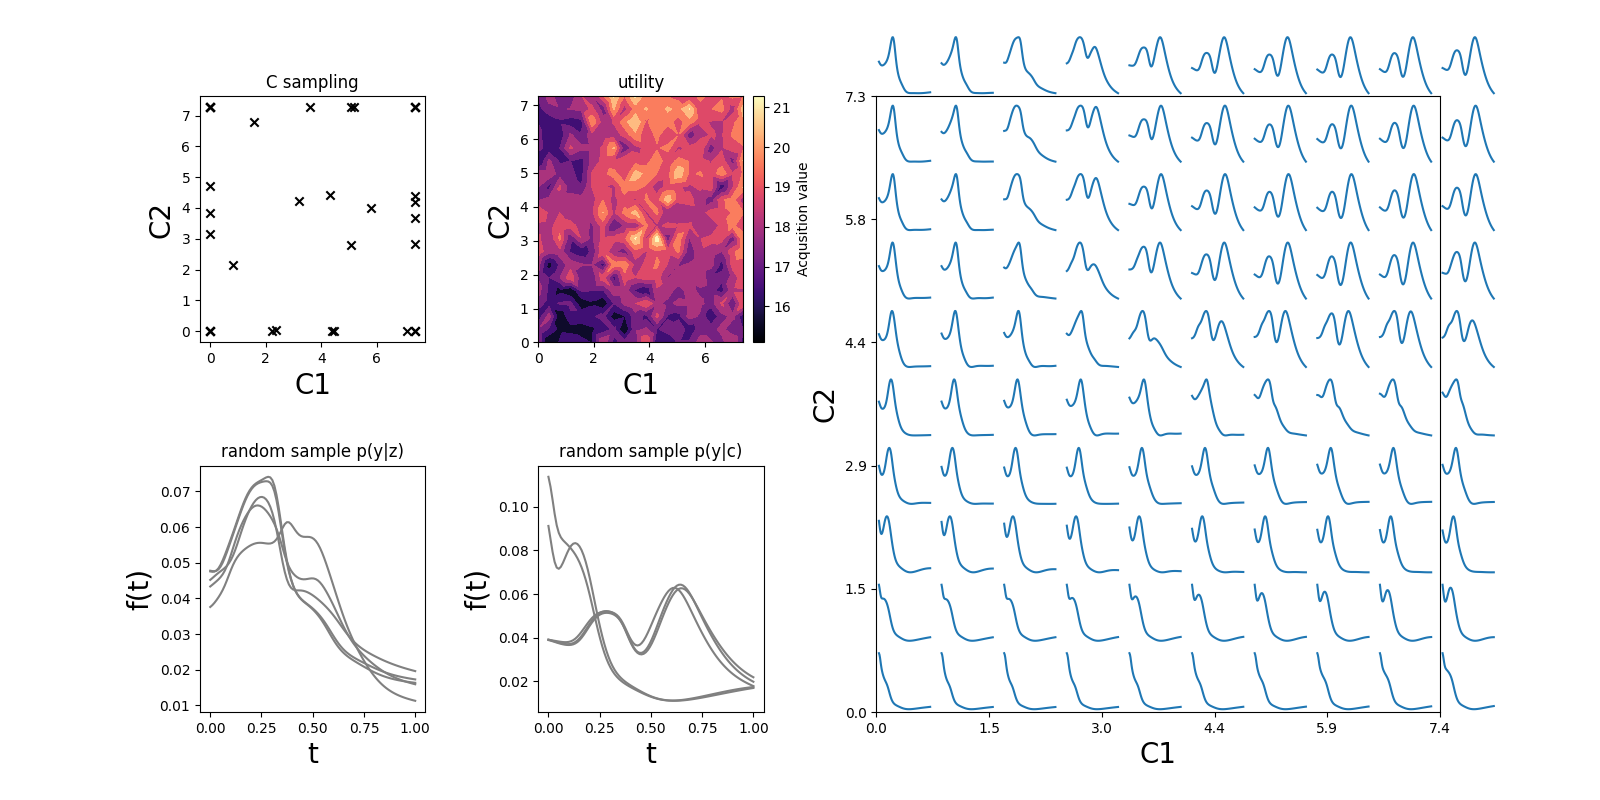 C sampling
7
6
5
4
3
2
1
0
C2
0 2 4 6
C1
utility
7
6
5
4
3
2
1
0
C2
0 2 4 6
C1
21
20
19
18
17
16
Acqusition value
random sample p(y|z)
0.07
0.06
0.05
0.04
0.03
0.02
0.01
f(t)
0.00 0.25 0.50 0.75 1.00
t
random sample p(y|c)
0.10
0.08
0.06
0.04
0.02
f(t)
0.00 0.25 0.50 0.75 1.00
t
7.3
5.8
4.4
2.9
1.5
0.0
C2
0.0 1.5 3.0 4.4 5.9 7.4
C1